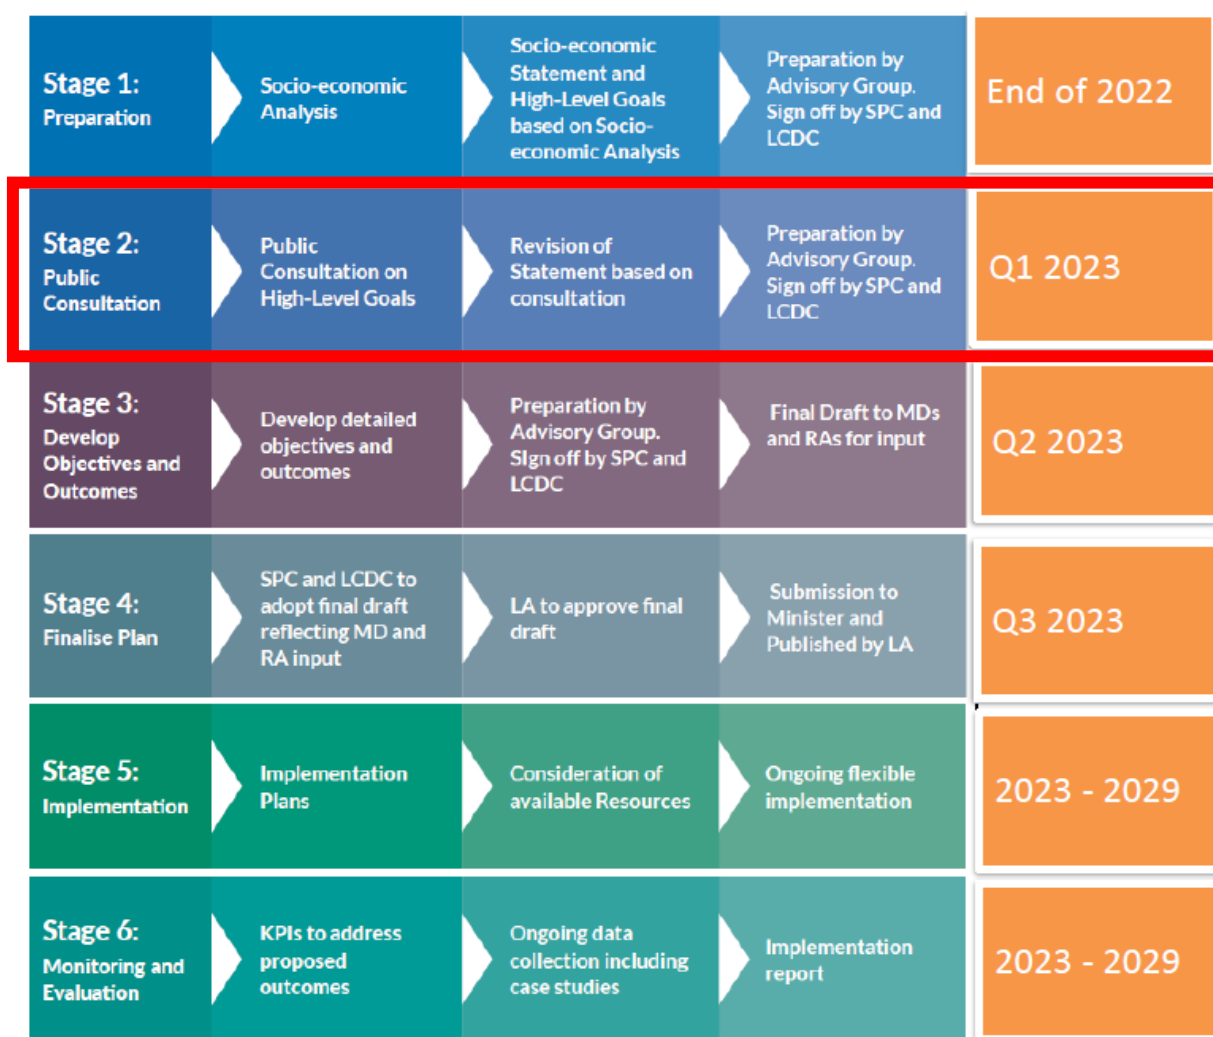 Stage 1:
Preparation
Socio-economic
Analysis
Socio-economic
Statement and
High-Level Goals
based on Socio-
economic Analysis
Preparation by
Advisory Group.
Sign off by SPC and
LCDC
End of 2022
Stage 2:
Public
Consultation
Public
Consultation on
High-Level Goals
Revision of
Statement based on
consultation
Preparation by
Advisory Group.
Sign off by SPC and
LCDC
Q1 2023
Stage 3:
Develop
Objectives and
Outcomes
Develop detailed
objectives and
outcomes
Preparation by
Advisory Group.
SIgn off by SPC and
LCDC
Final Draft to MDs
and RAs for input
Q2 2023
Stage 4:
Finalise Plan
SPC and LCDC to
adopt final draft
reflecting MD and
RA input
LA to approve final
draft
Submission to
Minister and
Published by LA
Q3 2023
Stage 5:
Implementation
Implementation
Plans
Consideration of
available Resources
Ongoing flexible
implementation
2023 - 2029
Stage 6:
Monitoring and
Evaluation
KPIs to address
proposed
outcomes
Ongoing data
collection including
case studies
Implementation
report
2023 - 2029